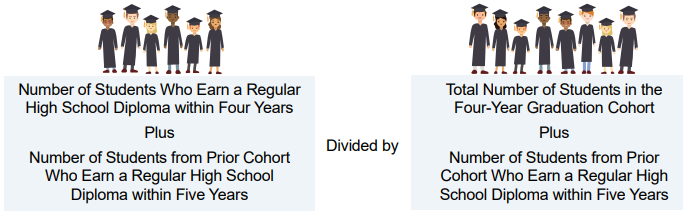 Number of Students Who Earn a Regular
High School Diploma within Four Years
Plus
Number of Students from Prior Cohort
Who Earn a Regular High School
Diploma within Five Years
Divided by
Total Number of Students in the
Four-Year Graduation Cohort
Plus
Number of Students from Prior
Cohort Who Earn a Regular High
School Diploma within Five Years